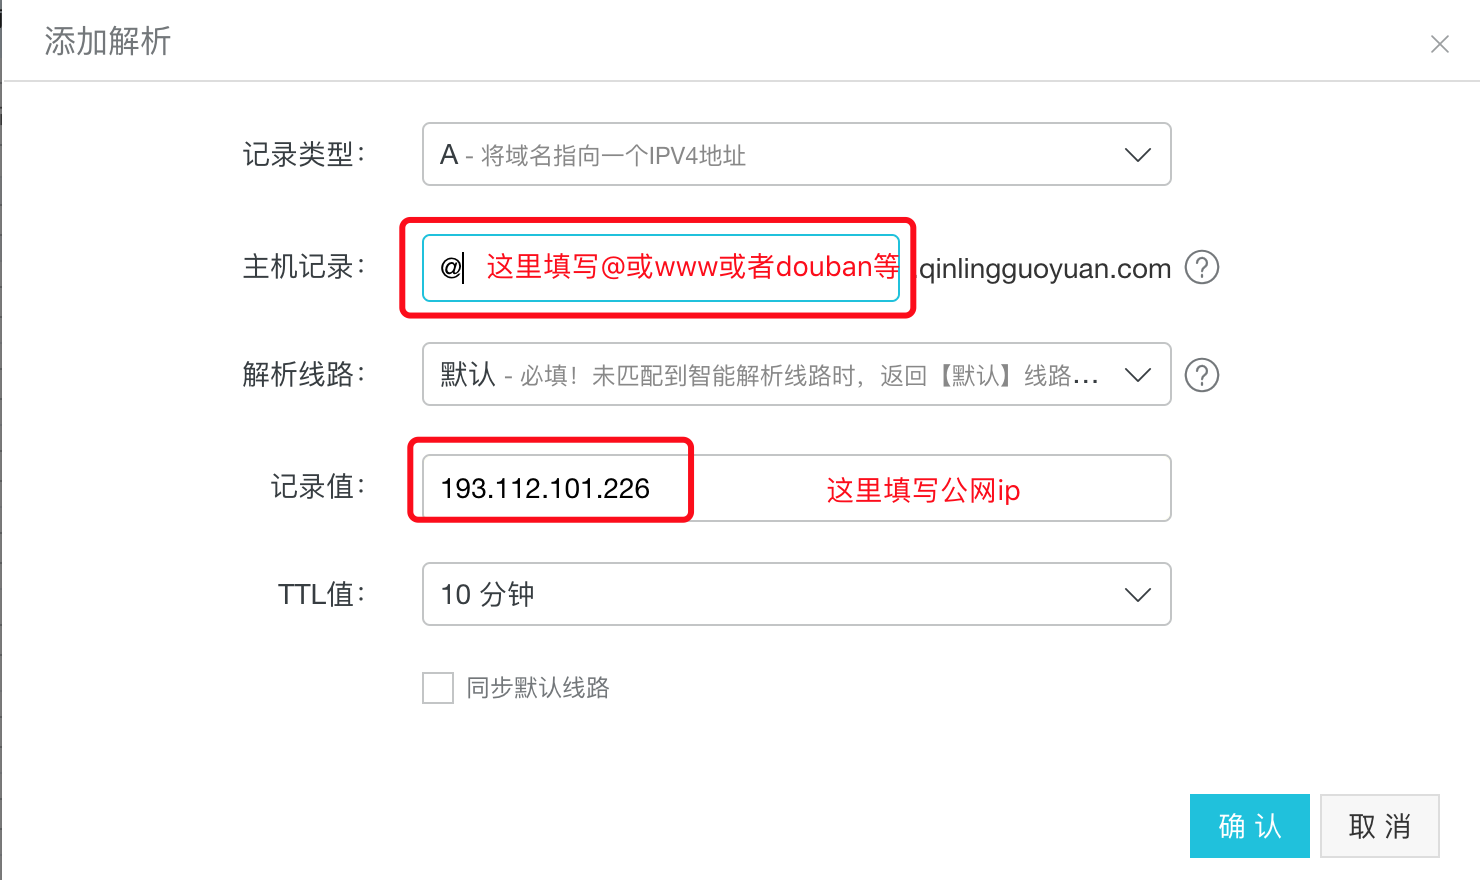 添加解析
记录类型： A - 将域名指向一个IPV4地址
主机记录： @ 这里填写@或www或者douban等 .qinlingguoyuan.com ?
解析线路： 默认 - 必填！未匹配到智能解析线路时，返回【默认】线路... ?
记录值： 193.112.101.226 这里填写公网ip
TTL值： 10 分钟
同步默认线路
确 认 取 消